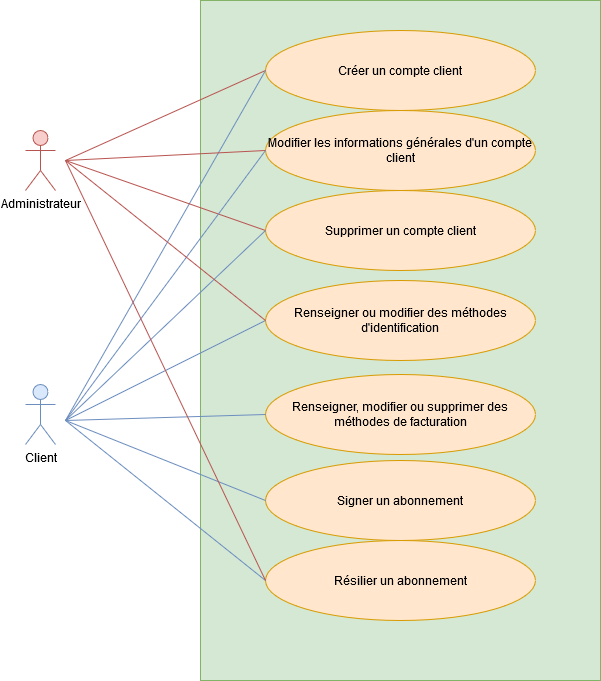 Créer un compte client
Modifier les informations générales d'un compte
client
Administrateur
Supprimer un compte client
Renseigner ou modifier des méthodes
d'identification
Renseigner, modifier ou supprimer des
méthodes de facturation
Client
Signer un abonnement
Résilier un abonnement